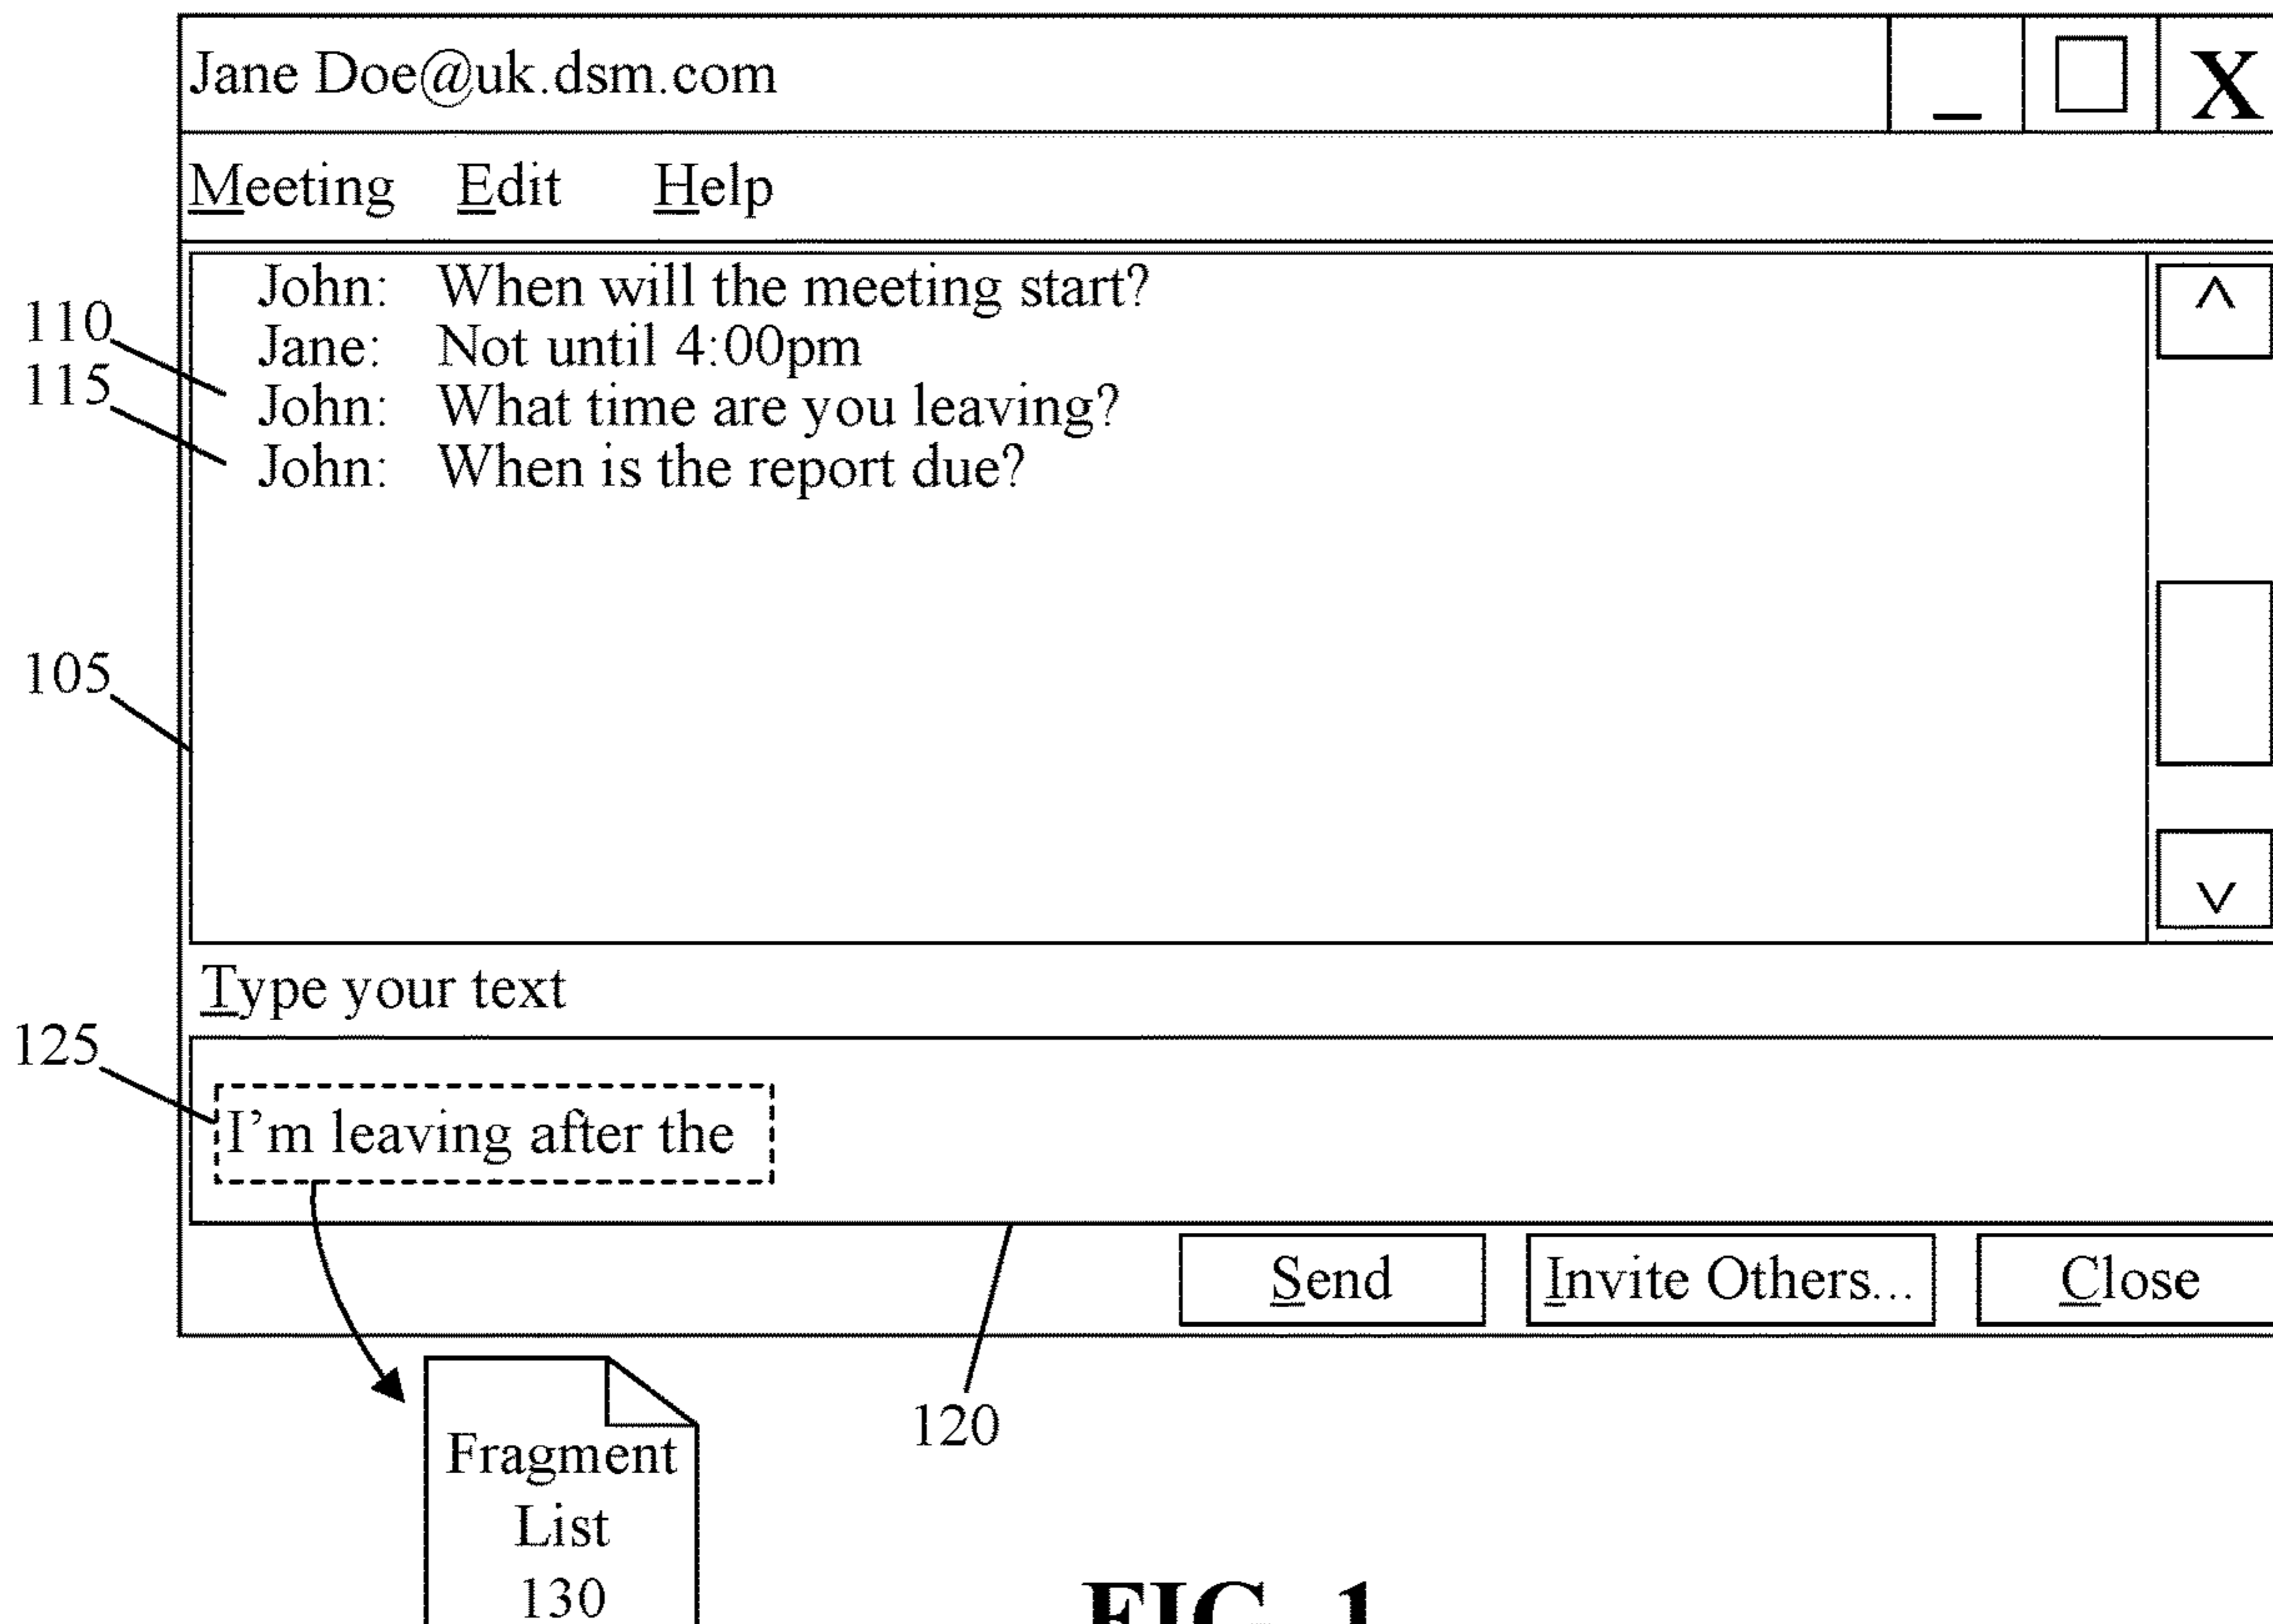 Jane Doe@uk.dsm.com _ X
Meeting Edit Help
John: When will the meeting start?
110
Jane: Not until 4:00pm
115
John: What time are you leaving?
John: When is the report due?
105
Type your text
125
I'm leaving after the
Send Invite Others... Close
120
Fragment
List
130
FIG. 1